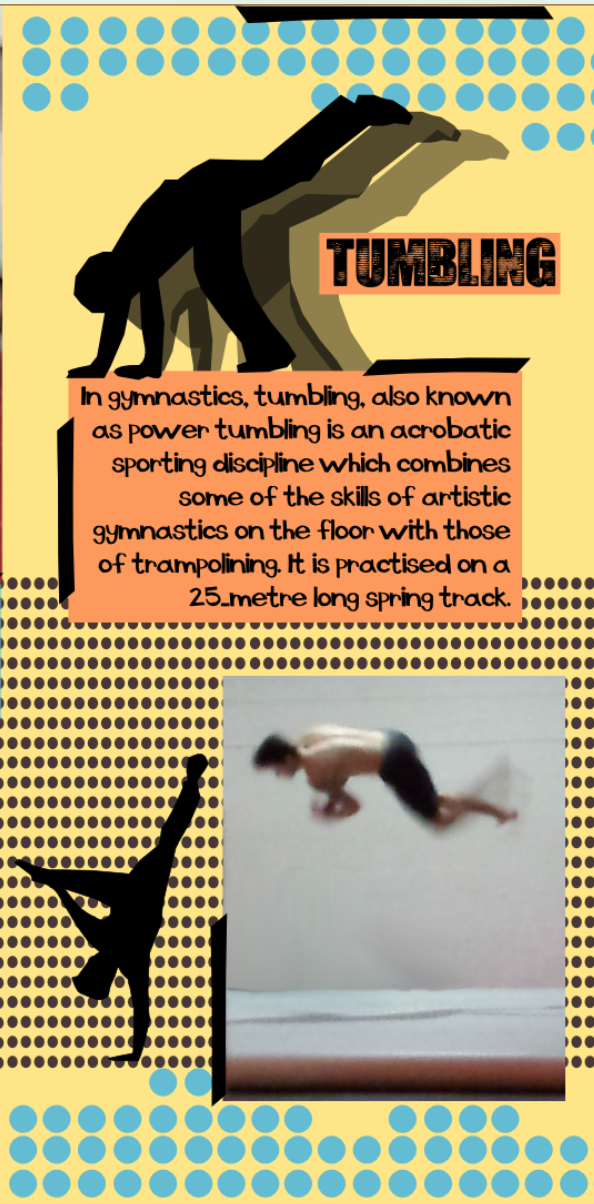 TUMBLING
In gymnastics, tumbling, also known
as power tumbling is an acrobatic
sporting discipline which combines
some of the skills of artistic
gymnastics on the floor with those
of trampolining. It is practised on a
25-metre long spring track.